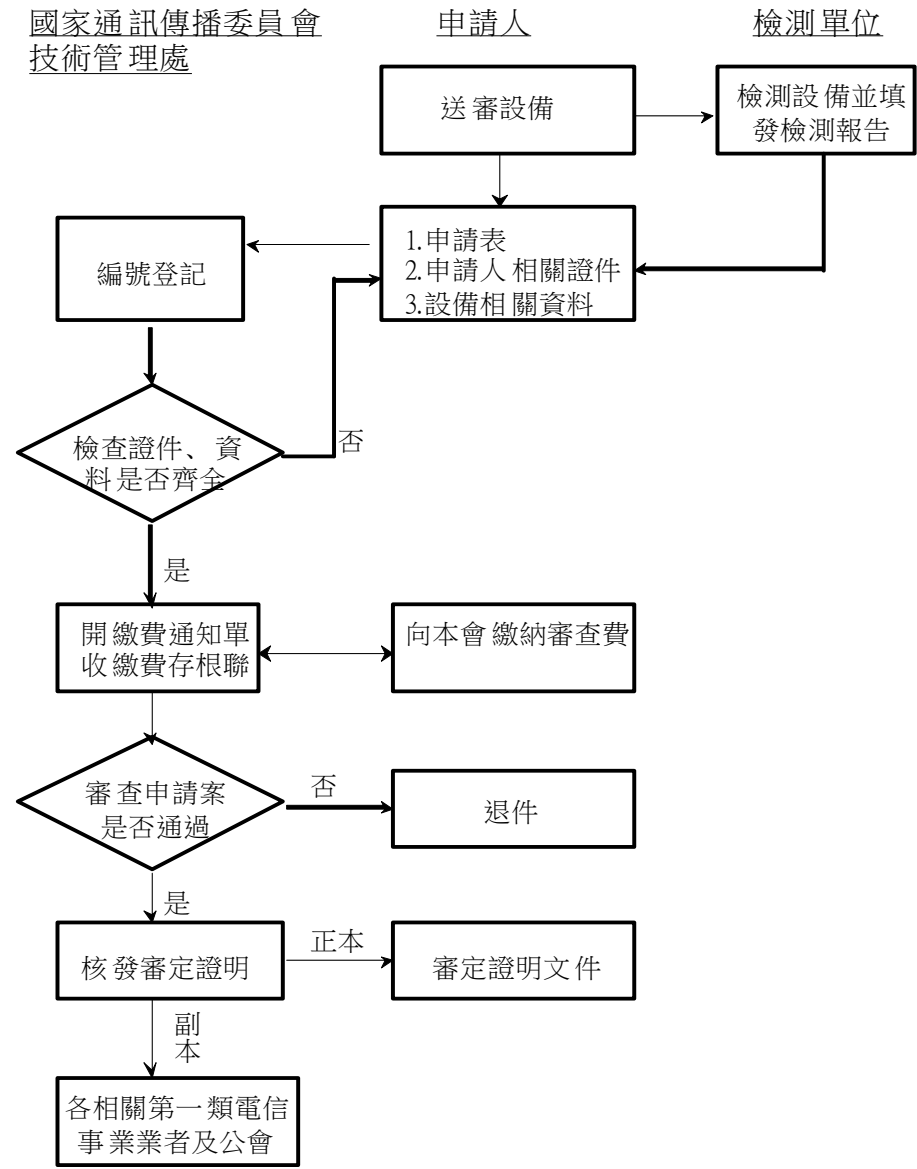 國家通訊傳播委員會
技術管理處
申請人
檢測單位
送審設備
檢測設備並填
發檢測報告
1.申請表
2.申請人相關證件
3.設備相關資料
編號登記
檢查證件、資
料是否齊全
否
是
開繳費通知單
收繳費存根聯
向本會繳納審查費
審查申請案
是否通過
否
退件
是
核發審定證明
正本
審定證明文件
副
本
各相關第一類電信
事業業者及公會